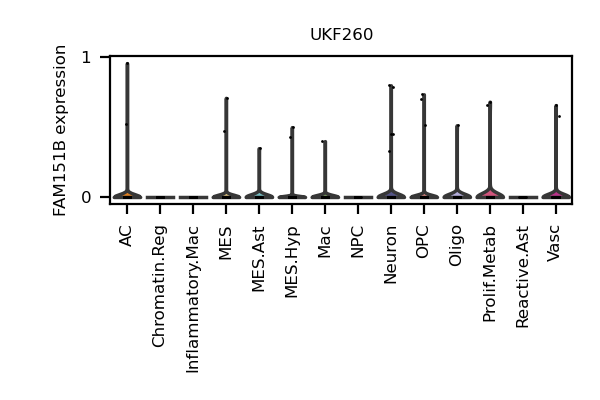 UKF260
FAM151B expression
1
0
AC
Chromatin.Reg
Inflammatory.Mac
MES
MES.Ast
MES.Hyp
Mac
NPC
Neuron
OPC
Oligo
Prolif.Metab
Reactive.Ast
Vasc